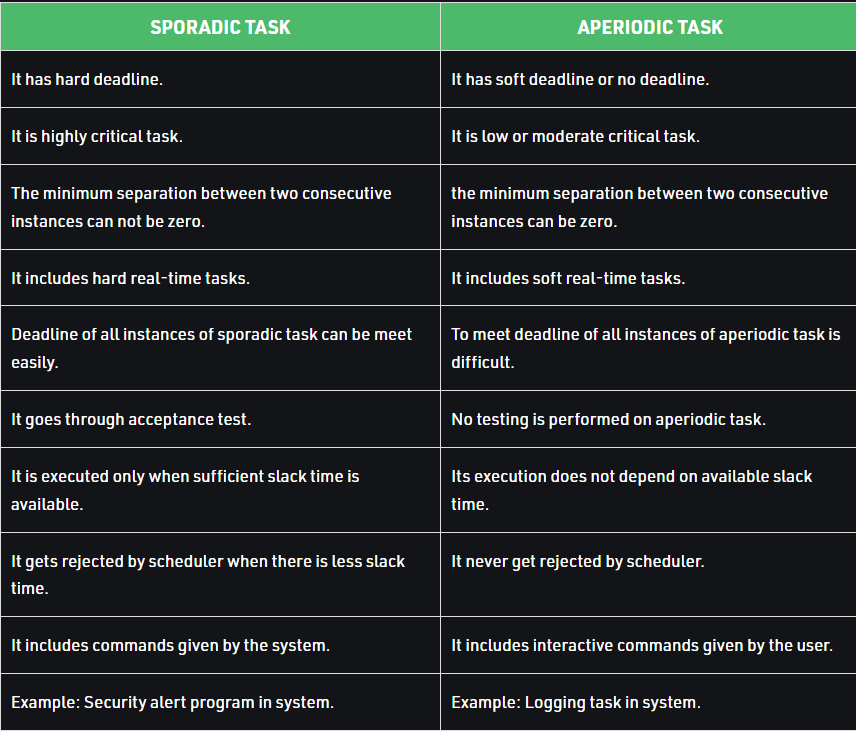 SPORADIC TASK
APERIODIC TASK
It has hard deadline.
It has soft deadline or no deadline.
It is highly critical task.
It is low or moderate critical task.
The minimum separation between two consecutive
instances can not be zero.
the minimum separation between two consecutive
instances can be zero.
It includes hard real-time tasks.
It includes soft real-time tasks.
Deadline of all instances of sporadic task can be meet
easily.
To meet deadline of all instances of aperiodic task is
difficult.
It goes through acceptance test.
No testing is performed on aperiodic task.
It is executed only when sufficient slack time is
available.
Its execution does not depend on available slack
time.
It gets rejected by scheduler when there is less slack
time.
It never get rejected by scheduler.
It includes commands given by the system.
It includes interactive commands given by the user.
Example: Security alert program in system.
Example: Logging task in system.